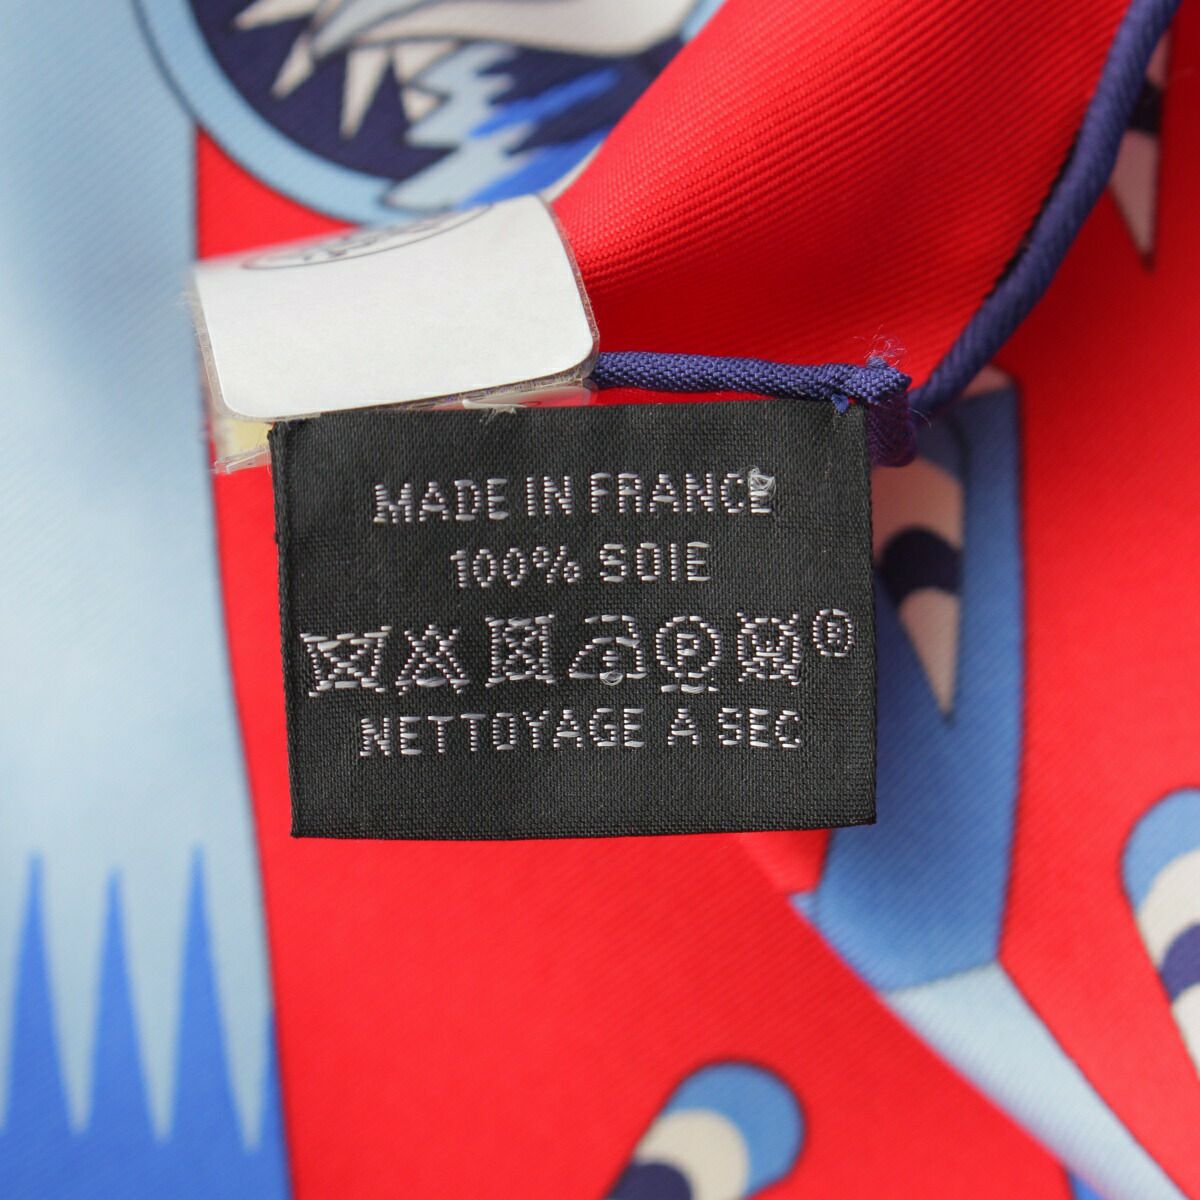 MADE IN FRANCE
100% SOIE
NETTOYAGE A SEC